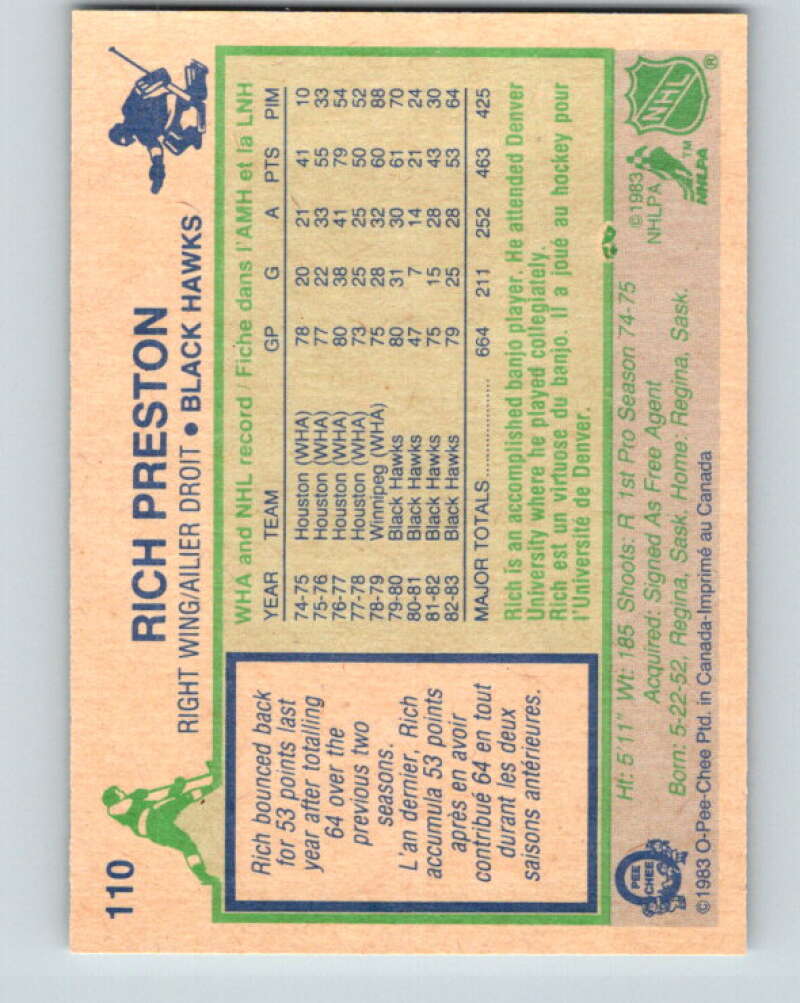 110
RICH PRESTON
RIGHT WING/AILIER DROIT • BLACK HAWKS
Rich bounced back
for 53 points last
year after totalling
64 over the
previous two
seasons.
L'an dernier, Rich
accumula 53 points
après en avoir
contribué 64 en tout
durant les deux
saisons antérieures.
WHA and NHL record / Fiche dans l'AMH et la LNH
YEAR TEAM GP G A PTS PIM
74-75 Houston (WHA) 78 20 21 41 10
75-76 Houston (WHA) 77 22 33 55 33
76-77 Houston (WHA) 80 38 41 79 54
77-78 Houston (WHA) 73 25 25 50 52
78-79 Winnipeg (WHA) 75 28 32 60 88
79-80 Black Hawks 80 31 30 61 70
80-81 Black Hawks 47 7 14 21 24
81-82 Black Hawks 75 15 28 43 30
82-83 Black Hawks 79 25 28 53 64
MAJOR TOTALS ............... 664 211 252 463 425
Rich is an accomplished banjo player. He attended Denver
University where he played collegiately.
Rich est un virtuose du banjo. Il a joué au hockey pour
l'Université de Denver.
Ht: 5'11" Wt: 185 Shoots: R 1st Pro Season 74-75
Acquired: Signed As Free Agent
Born: 5-22-52, Regina, Sask. Home: Regina, Sask.
©1983 O-Pee-Chee Ptd. in Canada-Imprimé au Canada
O
PEE
CHEE
©1983
NHLPA
NHLPA
TM
NHL
®